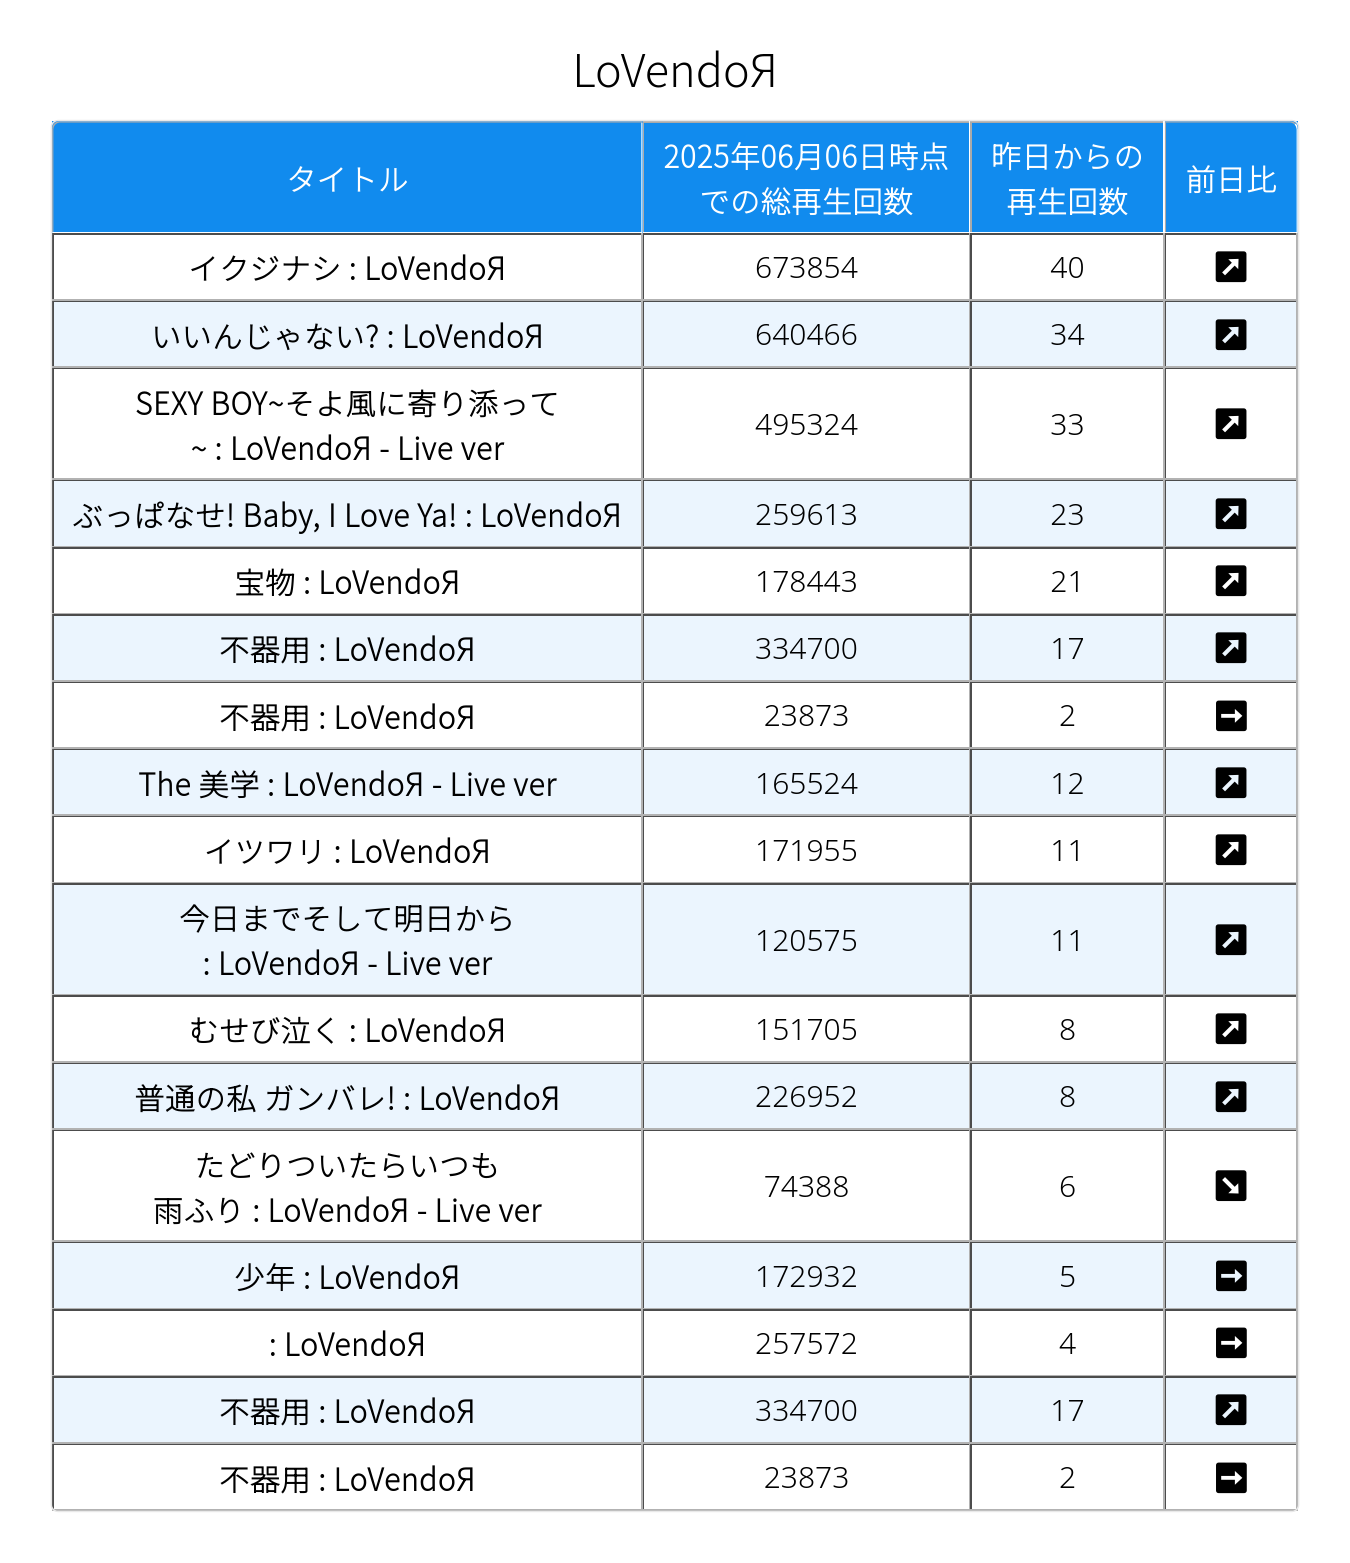 LoVendoЯ
タイトル
2025年06月06日時点
での総再生回数
昨日からの
再生回数
前日比
イクジナシ : LoVendoЯ
673854
40
いいんじゃない? : LoVendoЯ
640466
34
SEXY BOY~そよ風に寄り添って
~ : LoVendoЯ - Live ver
495324
33
ぶっぱなせ! Baby, I Love Ya! : LoVendoЯ
259613
23
宝物 : LoVendoЯ
178443
21
不器用 : LoVendoЯ
334700
17
不器用 : LoVendoЯ
23873
2
The 美学 : LoVendoЯ - Live ver
165524
12
イツワリ : LoVendoЯ
171955
11
今日までそして明日から
: LoVendoЯ - Live ver
120575
11
むせび泣く : LoVendoЯ
151705
8
普通の私 ガンバレ! : LoVendoЯ
226952
8
たどりついたらいつも
雨ふり : LoVendoЯ - Live ver
74388
6
少年 : LoVendoЯ
172932
5
: LoVendoЯ
257572
4
不器用 : LoVendoЯ
334700
17
不器用 : LoVendoЯ
23873
2